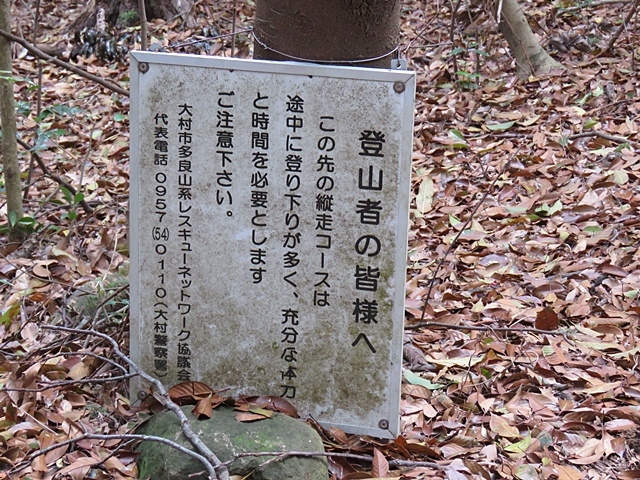 登山者の皆様へ
この先の縦走コースは
途中に登り下りが多く、充分な体力
と時間を必要とします
ご注意下さい。
大村市多良山系レスキューネットワーク協議会
代表電話0957(54)0110(大村警察署)